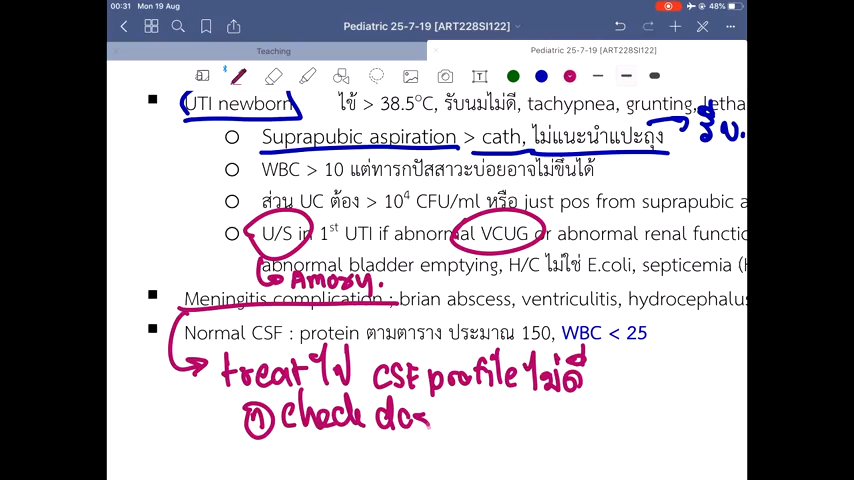 00:31 Mon 19 Aug 48%
Pediatric 25-7-19 [ART228SI122]
Teaching
Pediatric 25-7-19 [ART228SI122]
UTI newborn ไข้ > 38.5°C, รับนมไม่ดี, tachypnea, grunting, letha
Suprapubic aspiration > cath, ไม่แนะนำแปะถุง
WBC > 10 แต่ทารกปัสสาวะบ่อยอาจไม่ขึ้นได้
ส่วน UC ต้อง > 10⁴ CFU/ml หรือ just pos from suprapubic a
U/S in 1ˢᵗ UTI if abnormal VCUG or abnormal renal functi
abnormal bladder emptying, H/C ไม่ใช่ E.coli, septicemia (
Meningitis complication ; brian abscess, ventriculitis, hydrocephalus
Normal CSF : protein ตามตาราง ประมาณ 150, WBC < 25
treat ไป CSF profile ไม่ดี
① check dos